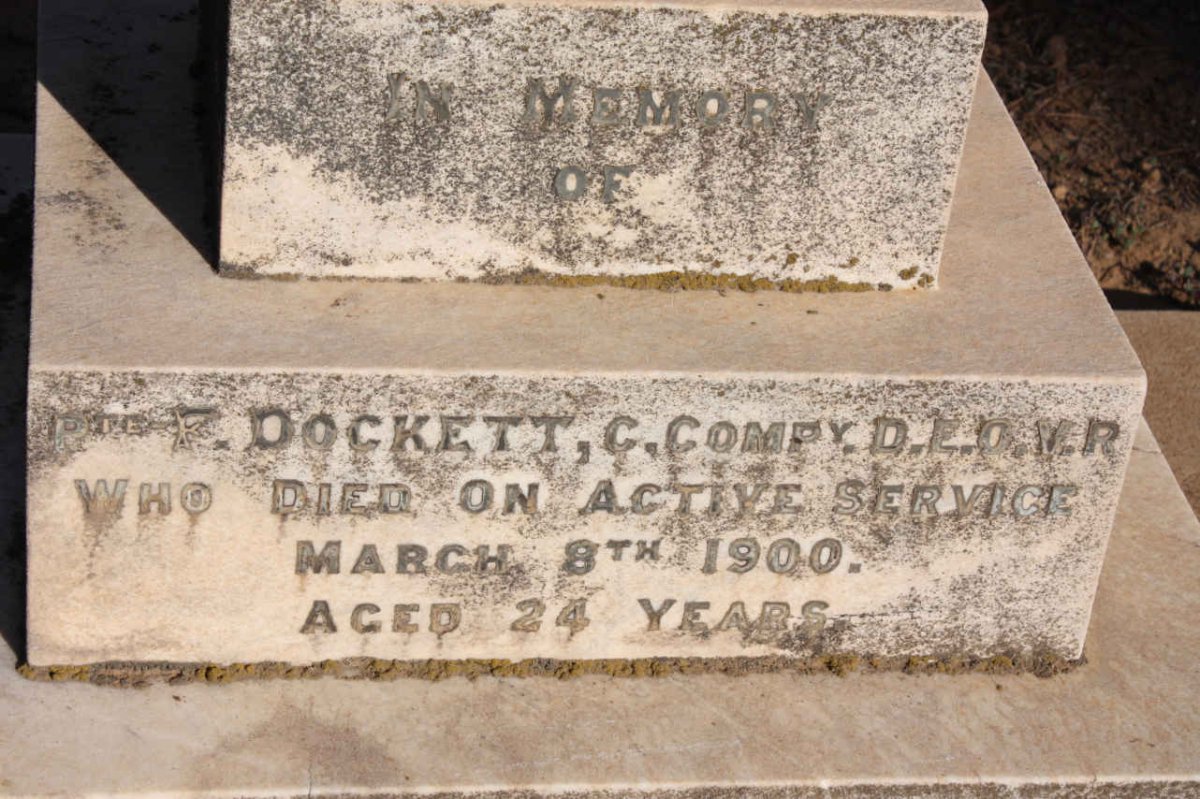 IN MEMORY
OF
PTE F. DOCKETT, C. COMPY. D.E.O.V.R
WHO DIED ON ACTIVE SERVICE
MARCH 8TH 1900.
AGED 24 YEARS.